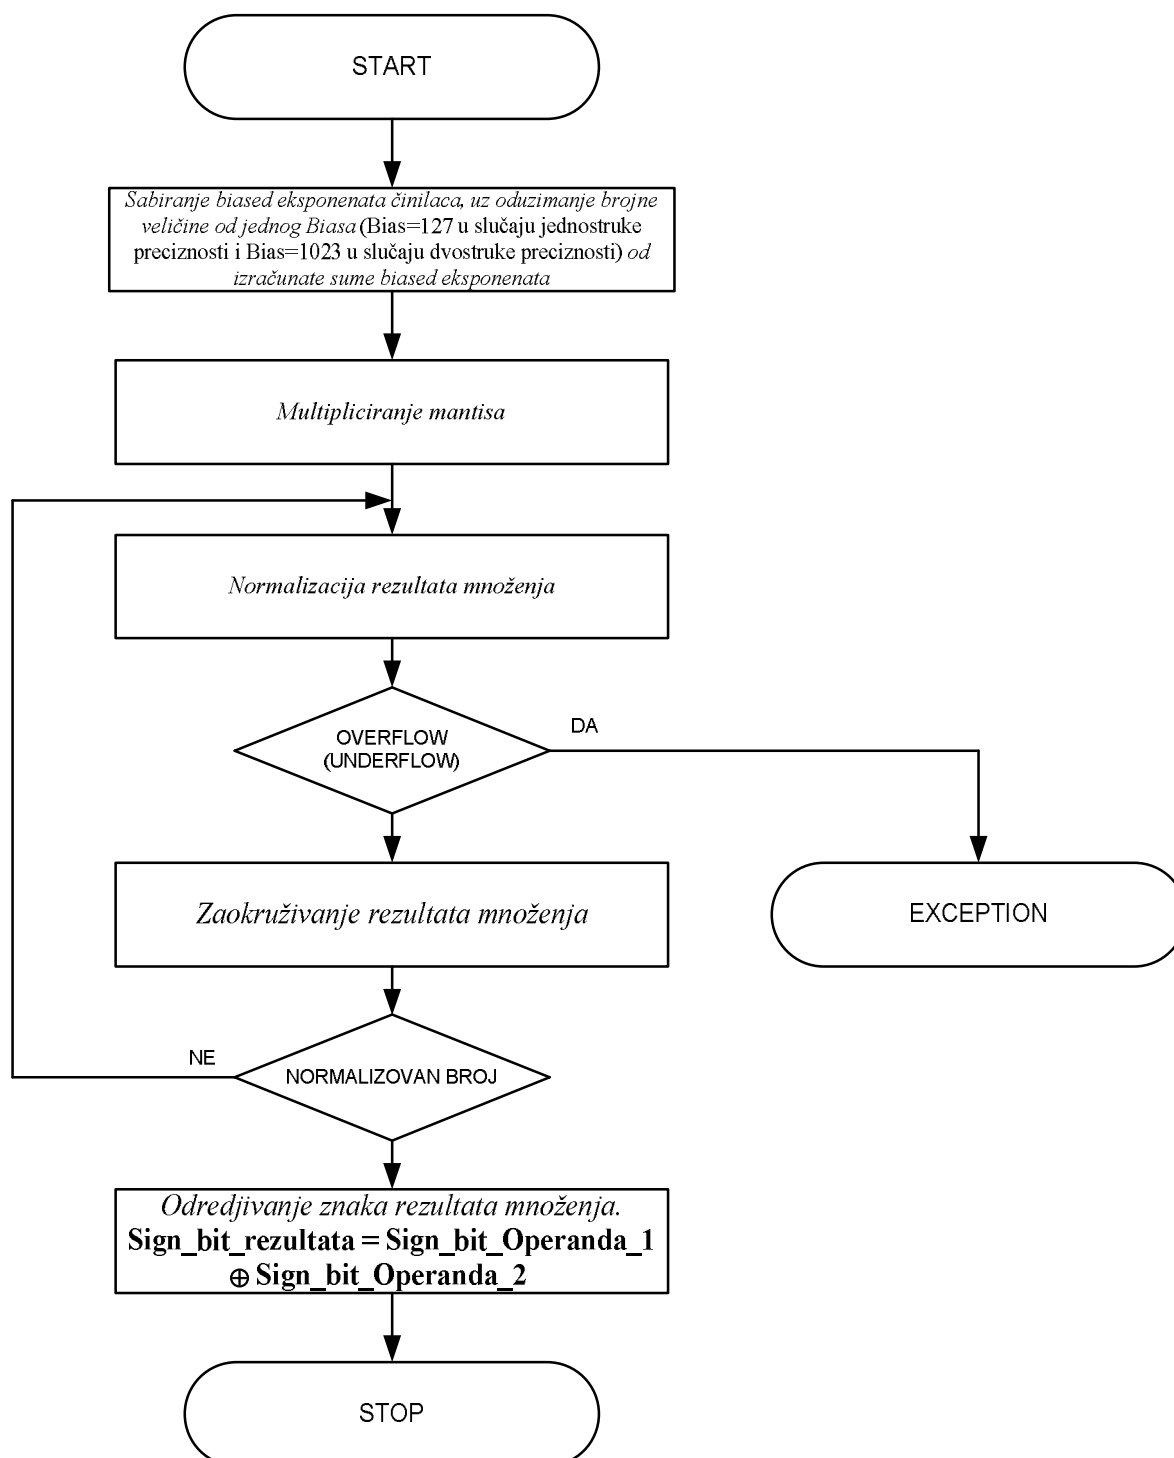 START
Sabiranje biased eksponenata činilaca, uz oduzimanje brojne
veličine od jednog Biasa (Bias=127 u slučaju jednostruke
preciznosti i Bias=1023 u slučaju dvostruke preciznosti) od
izračunate sume biased eksponenata
Multipliciranje mantisa
Normalizacija rezultata množenja
OVERFLOW
(UNDERFLOW)
DA
Zaokruživanje rezultata množenja
EXCEPTION
NE
NORMALIZOVAN BROJ
Odredjivanje znaka rezultata množenja.
Sign_bit_rezultata = Sign_bit_Operanda_1
⊕ Sign_bit_Operanda_2
STOP